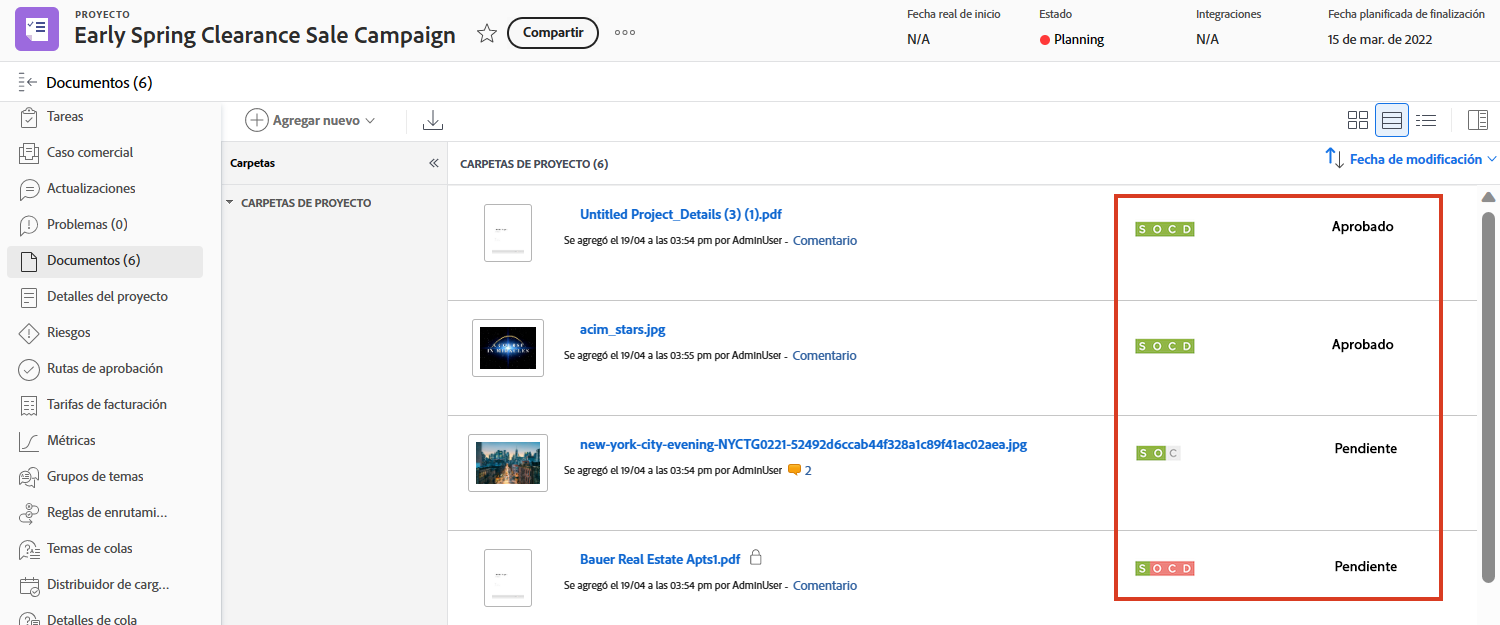 PROYECTO
Early Spring Clearance Sale Campaign
Compartir
Fecha real de inicio
N/A
Estado
Planning
Integraciones
N/A
Fecha planificada de finalización
15 de mar. de 2022
Documentos (6)
Tareas
Caso comercial
Actualizaciones
Problemas (0)
Documentos (6)
Detalles del proyecto
Riesgos
Rutas de aprobación
Tarifas de facturación
Métricas
Grupos de temas
Reglas de enrutami...
Temas de colas
Distribuidor de carg...
Detalles de cola
Agregar nuevo
Carpetas
CARPETAS DE PROYECTO
CARPETAS DE PROYECTO (6)
Fecha de modificación
Untitled Project_Details (3) (1).pdf
Se agregó el 19/04 a las 03:54 pm por AdminUser - Comentario
S O C D
Aprobado
A COURSE
IN MIRACLES
acim_stars.jpg
Se agregó el 19/04 a las 03:55 pm por AdminUser - Comentario
S O C D
Aprobado
new-york-city-evening-NYCTG0221-52492d6ccab44f328a1c89f41ac02aea.jpg
Se agregó el 19/04 a las 03:54 pm por AdminUser 2
S O C
Pendiente
Bauer Real Estate Apts1.pdf
Se agregó el 19/04 a las 03:54 pm por AdminUser - Comentario
S O C D
Pendiente